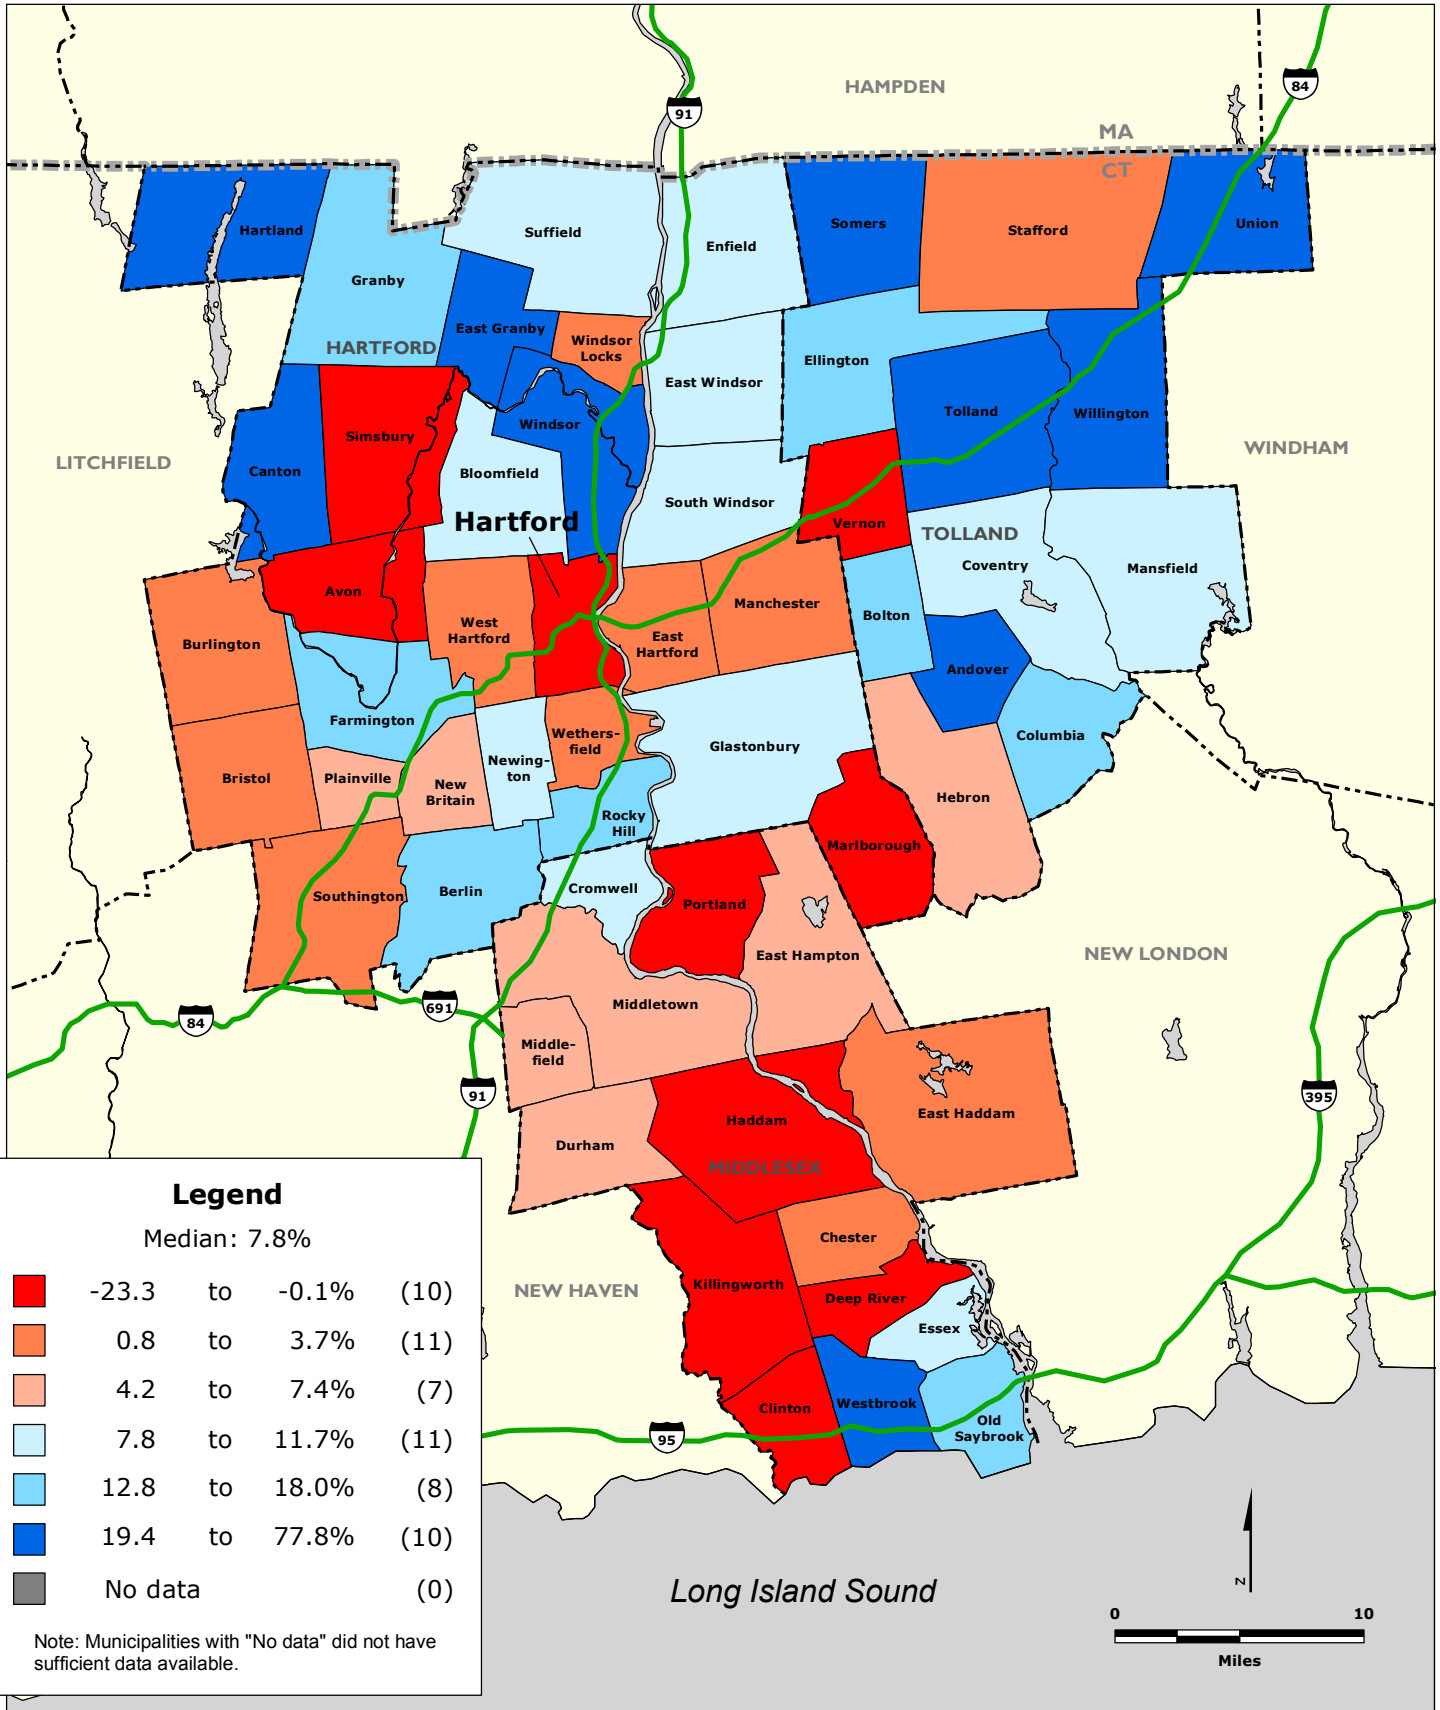 HAMPDEN
84
91
MA
CT
Hartland
Suffield
Enfield
Somers
Stafford
Union
Granby
East Granby
HARTFORD
Windsor
Locks
East Windsor
Ellington
Tolland
Willington
Simsbury
Windsor
LITCHFIELD
WINDHAM
Canton
Bloomfield
South Windsor
Hartford
Vernon
TOLLAND
Coventry
Mansfield
Avon
Manchester
Bolton
West
Hartford
East
Hartford
Burlington
Andover
Farmington
Wethers-
field
Glastonbury
Columbia
Bristol
Plainville
New
Britain
Newing-
ton
Hebron
Rocky
Hill
Marlborough
Southington
Berlin
Cromwell
Portland
East Hampton
NEW LONDON
Middletown
691
84
Middle-
field
91
395
East Haddam
Haddam
Durham
MIDDLESEX
Chester
Killingworth
Deep River
NEW HAVEN
Essex
Clinton
Westbrook
Old
Saybrook
95
Legend
Median: 7.8%
-23.3 to -0.1% (10)
0.8 to 3.7% (11)
4.2 to 7.4% (7)
7.8 to 11.7% (11)
12.8 to 18.0% (8)
19.4 to 77.8% (10)
No data (0)
Note: Municipalities with "No data" did not have
sufficient data available.
Long Island Sound
N
0 10
Miles